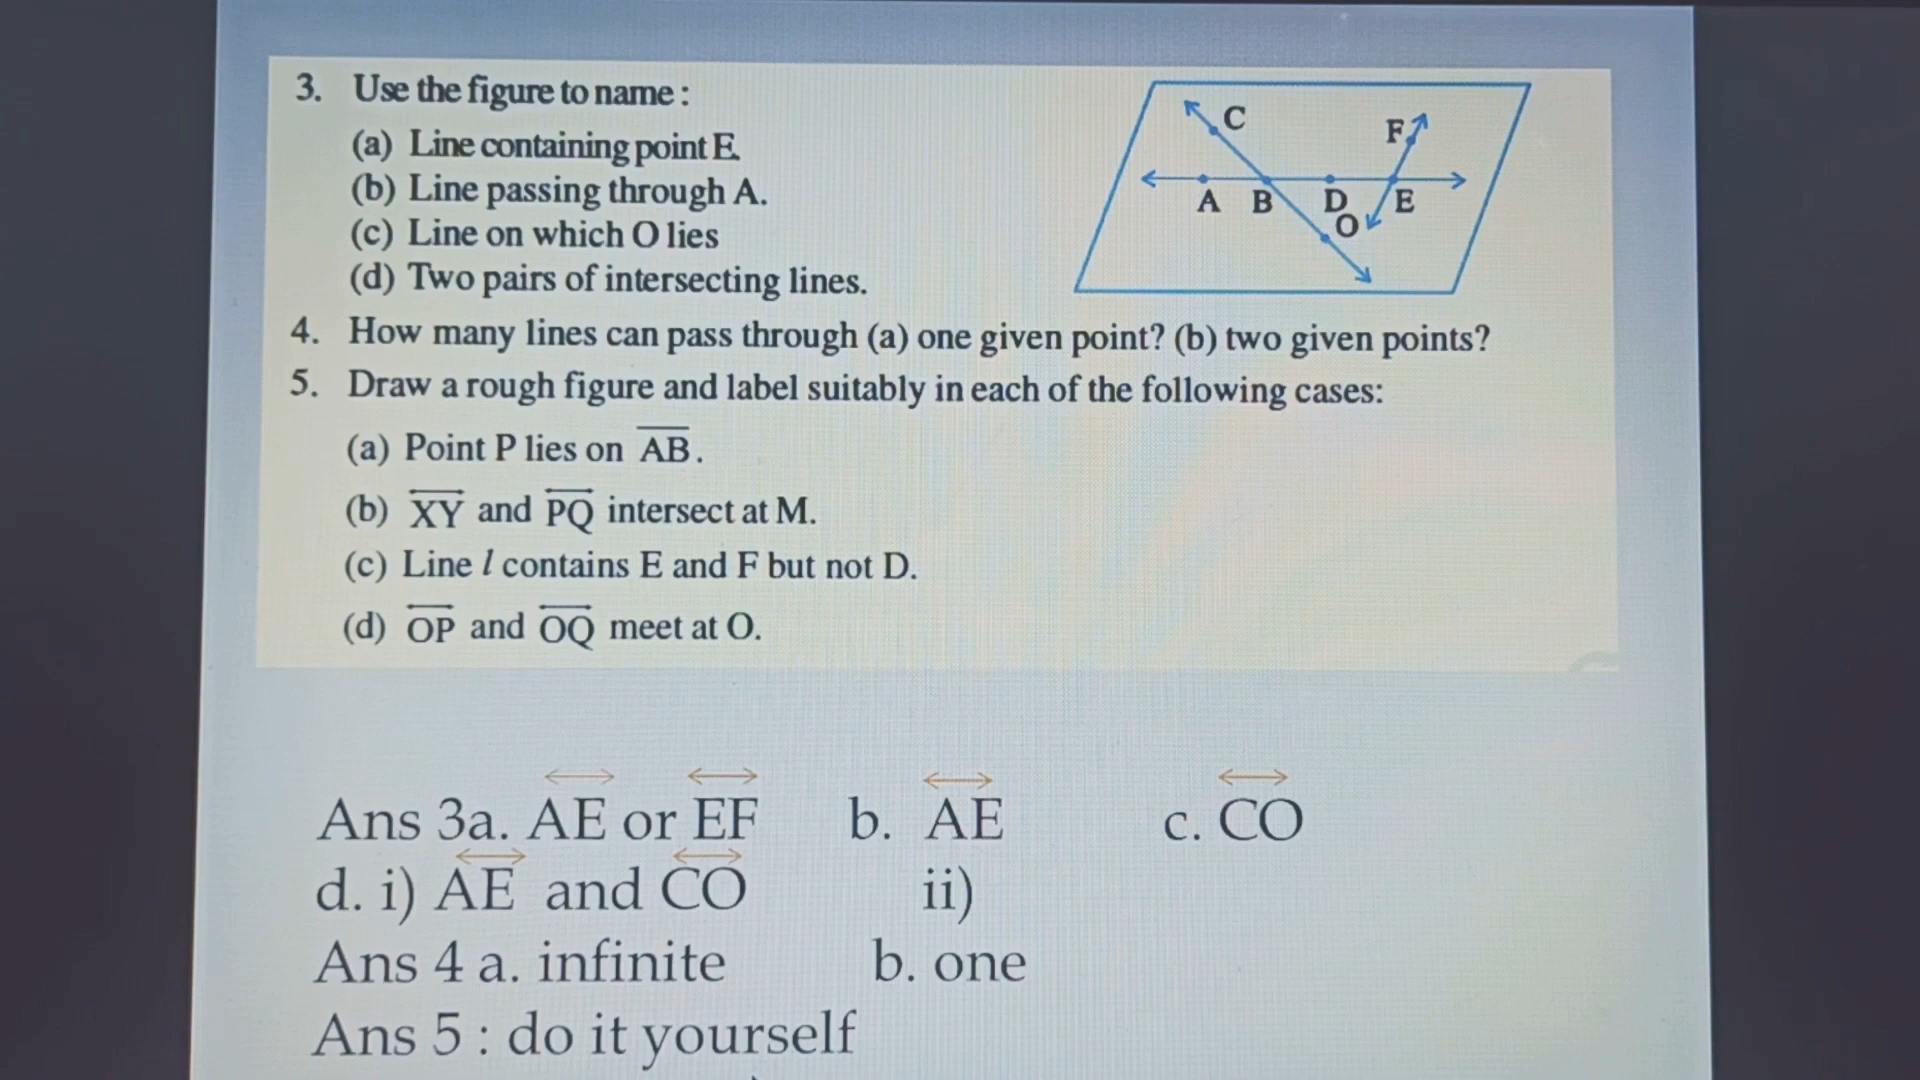 3. Use the figure to name :
(a) Line containing point E.
(b) Line passing through A.
(c) Line on which O lies
(d) Two pairs of intersecting lines.
C
F
A B D E
O
4. How many lines can pass through (a) one given point? (b) two given points?
5. Draw a rough figure and label suitably in each of the following cases:
(a) Point P lies on AB.
(b) XY and PQ intersect at M.
(c) Line l contains E and F but not D.
(d) OP and OQ meet at O.
Ans 3a. AE or EF b. AE c. CO
d. i) AE and CO ii)
Ans 4 a. infinite b. one
Ans 5 : do it yourself